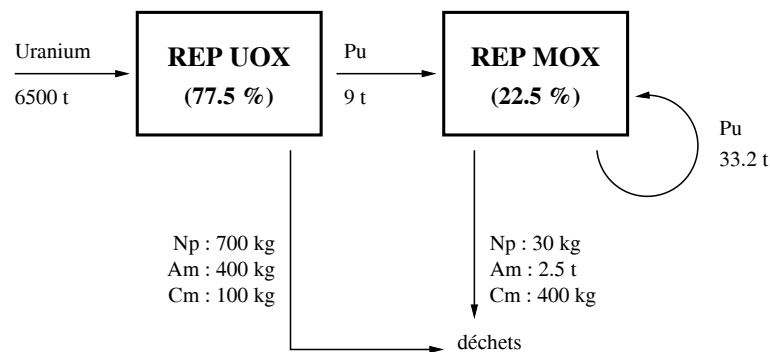 Uranium
6500 t
REP UOX
(77.5 %)
Pu
9 t
REP MOX
(22.5 %)
Pu
33.2 t
Np : 700 kg
Am : 400 kg
Cm : 100 kg
Np : 30 kg
Am : 2.5 t
Cm : 400 kg
déchets